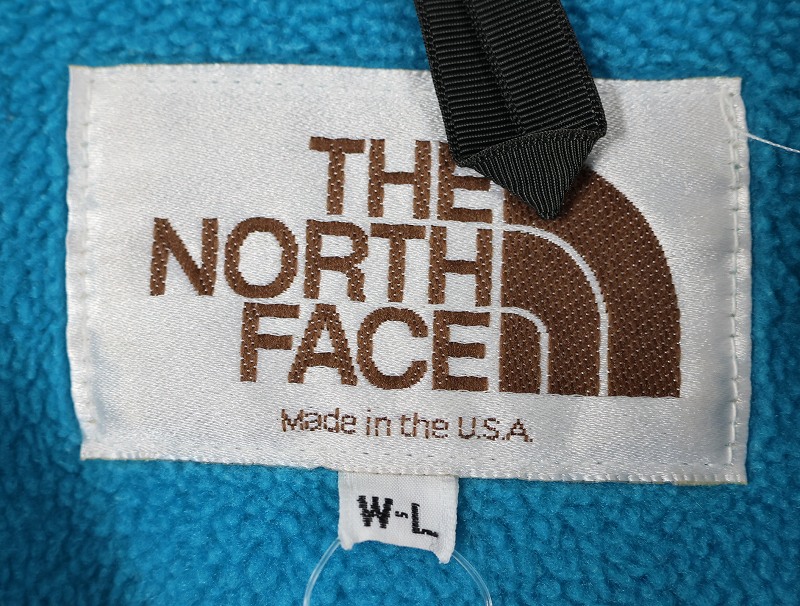 THE
NORTH
FACE
Made in the U.S.A.
W-L